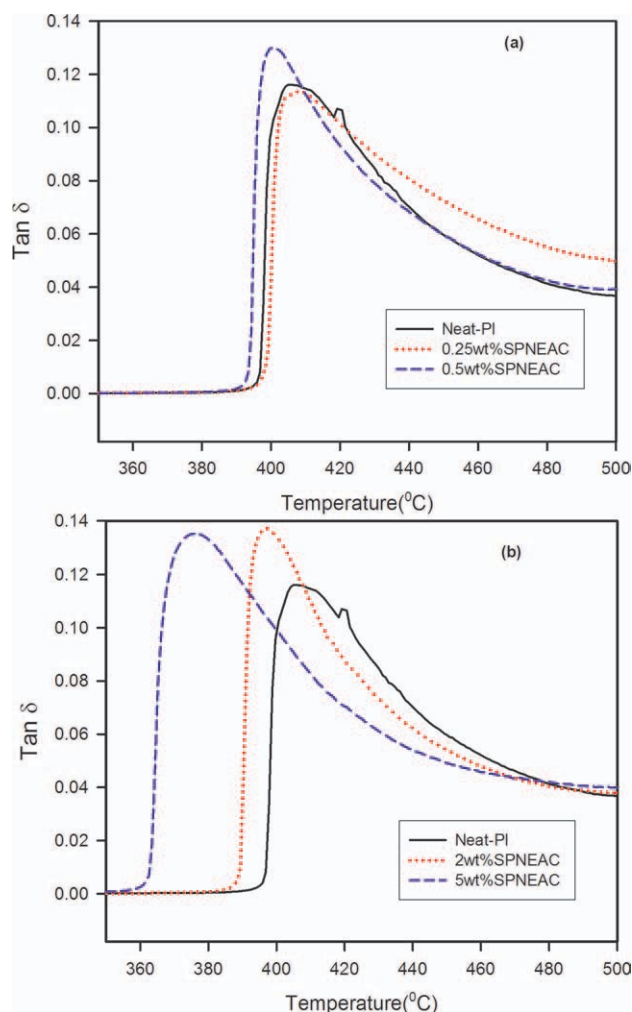 (a)
0.14
0.12
0.10
0.08
0.06
0.04
0.02
0.00
Tan δ
Neat-PI
0.25wt%SPNEAC
0.5wt%SPNEAC
360 380 400 420 440 460 480 500
Temperature(⁰C)
(b)
0.14
0.12
0.10
0.08
0.06
0.04
0.02
0.00
Tan δ
Neat-PI
2wt%SPNEAC
5wt%SPNEAC
360 380 400 420 440 460 480 500
Temperature(⁰C)